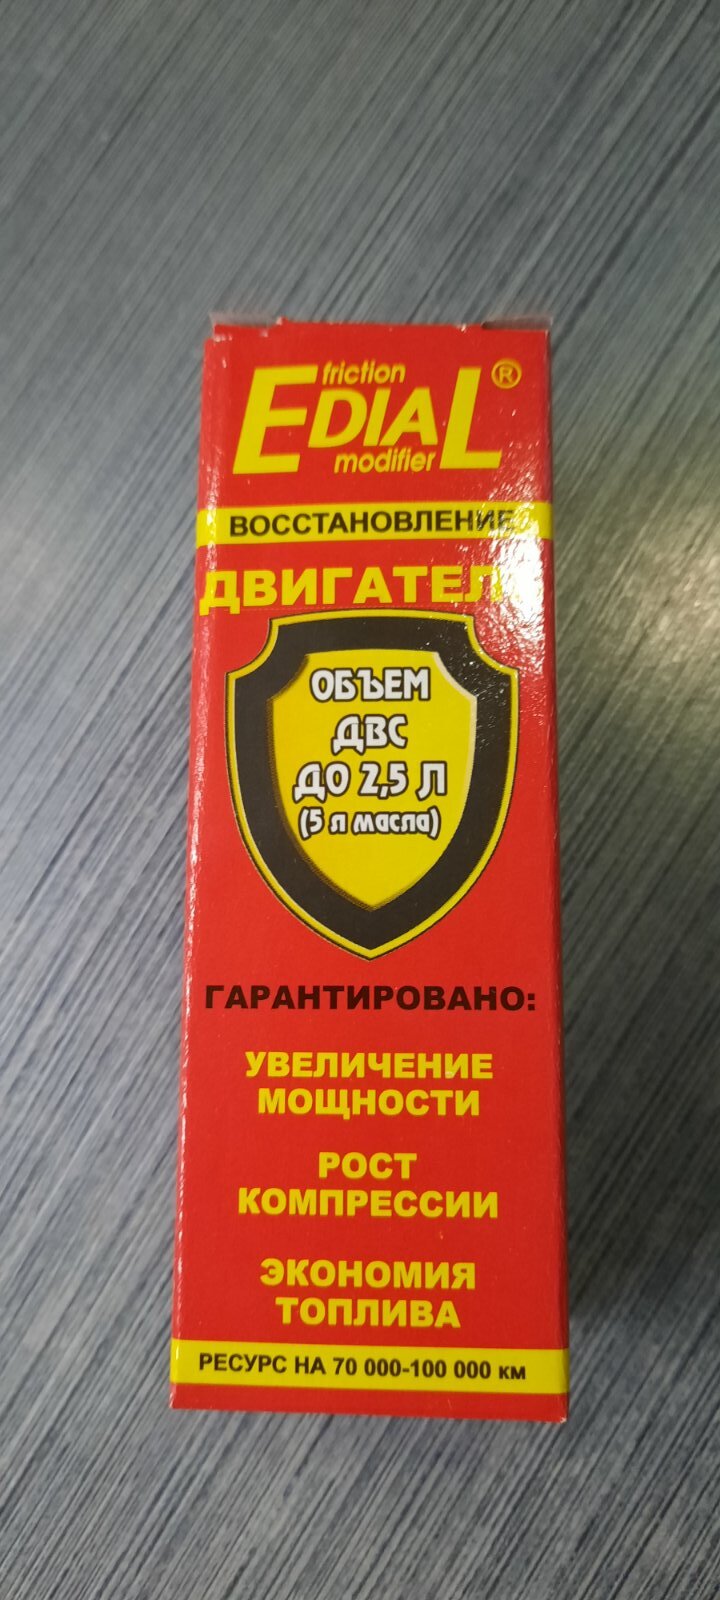 friction
EDIAL®
modifier
ВОССТАНОВЛЕНИЕ
ДВИГАТЕЛ
ОБЪЕМ
ДВС
ДО 2,5 Л
(5 л масла)
ГАРАНТИРОВАНО:
УВЕЛИЧЕНИЕ
МОЩНОСТИ
РОСТ
КОМПРЕССИИ
ЭКОНОМИЯ
ТОПЛИВА
РЕСУРС НА 70 000-100 000 км